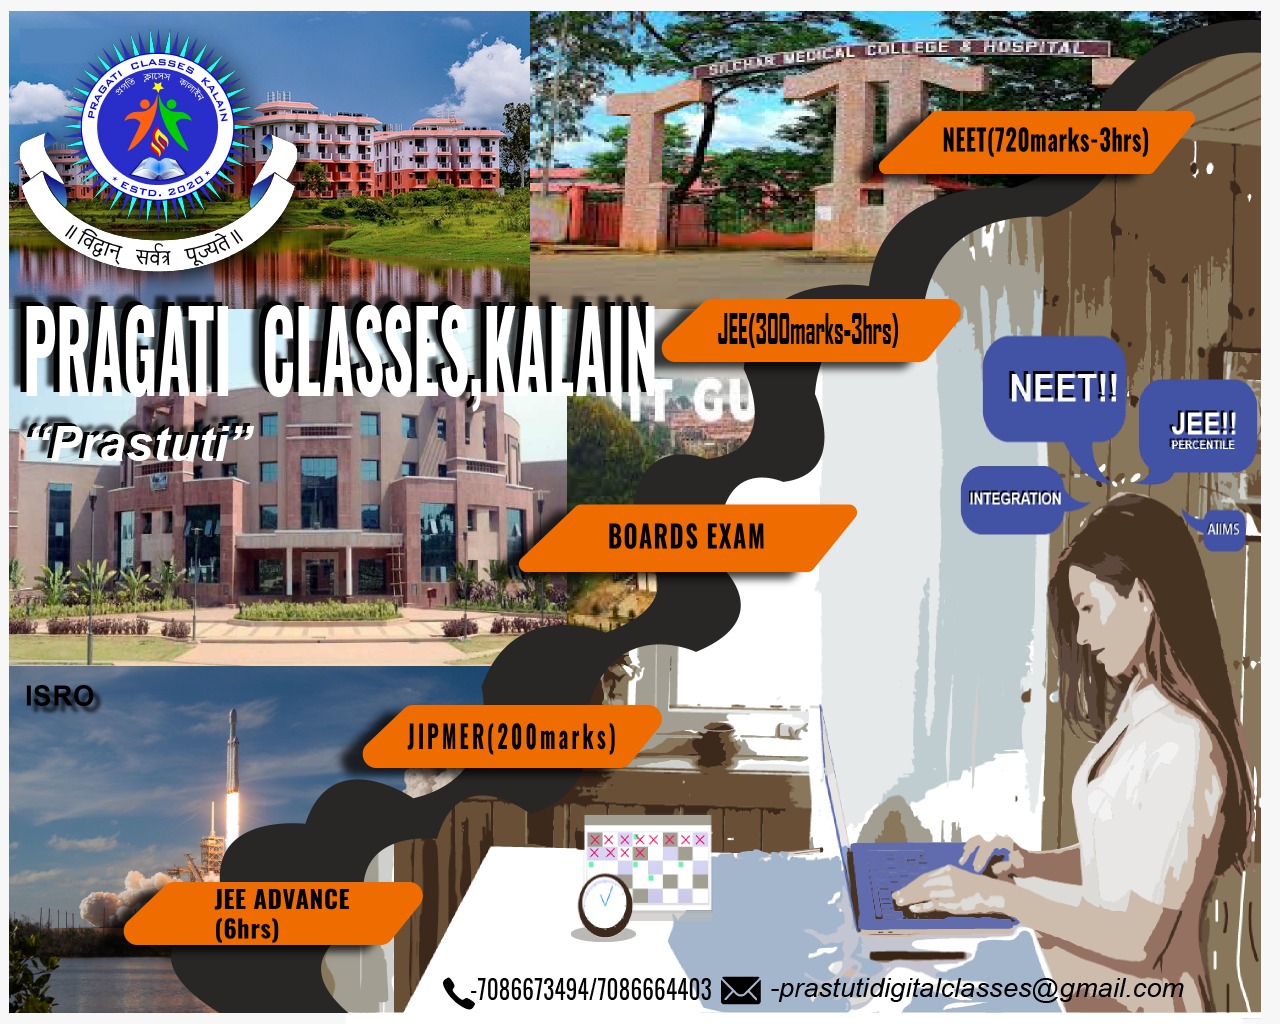 PRAGATI CLASSES KALAIN
প্রগতি ক্লাসেস কালাইন
* ESTD. 2020 *
॥ विद्वान् सर्वत्र पूज्यते ॥
SILCHAR MEDICAL COLLEGE & HOSPITAL
NEET(720marks-3hrs)
PRAGATI CLASSES,KALAIN
“Prastuti”
JEE(300marks-3hrs)
IIT GU
NEET!!
JEE!!
PERCENTILE
INTEGRATION
AIIMS
BOARDS EXAM
ISRO
JIPMER(200marks)
JEE ADVANCE
(6hrs)
-7086673494/7086664403 -prastutidigitalclasses@gmail.com